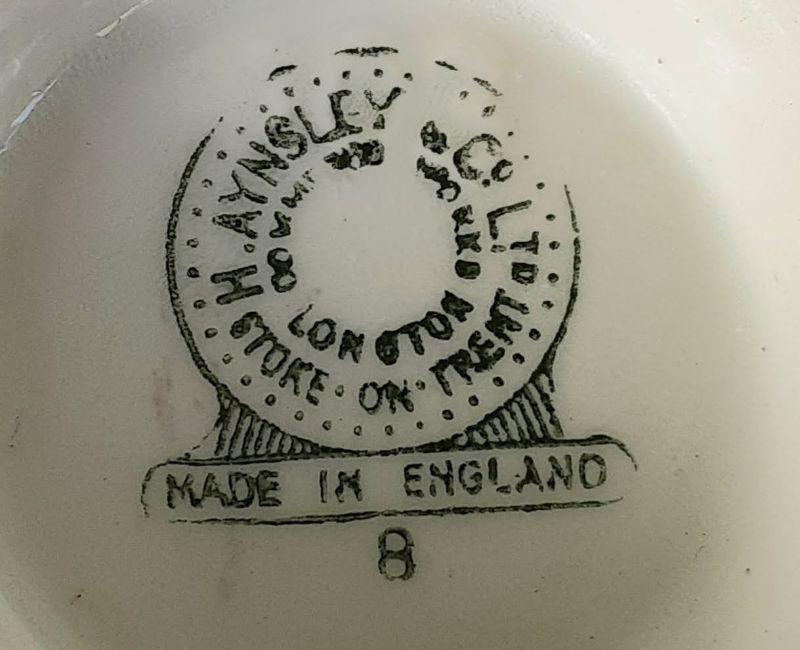 H. AYNSLEY & Co. LTD
LONGTON
STOKE · ON · TRENT
MADE IN ENGLAND
8